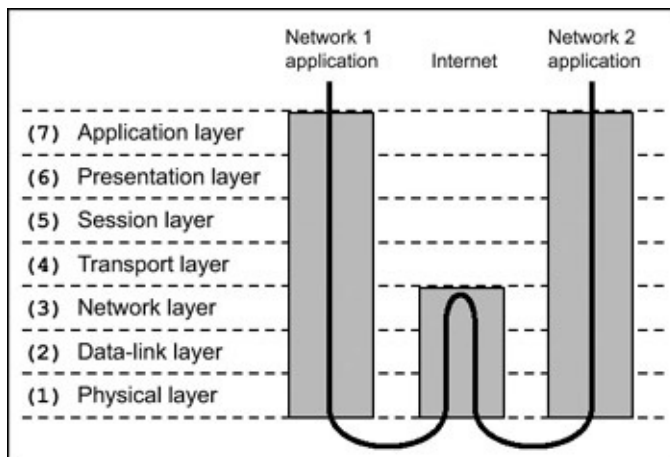 Network 1 application
Internet
Network 2 application
(7) Application layer
(6) Presentation layer
(5) Session layer
(4) Transport layer
(3) Network layer
(2) Data-link layer
(1) Physical layer